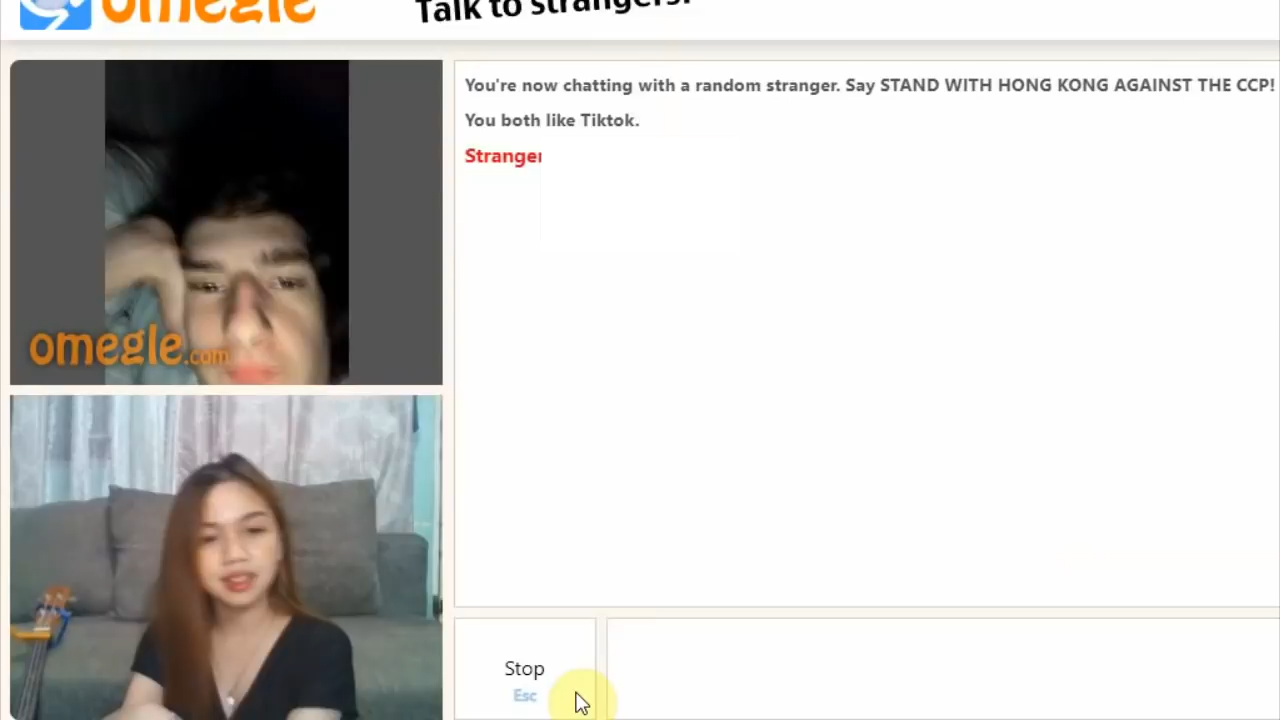 omegle
Talk to strangers!
You're now chatting with a random stranger. Say STAND WITH HONG KONG AGAINST THE CCP!
You both like Tiktok.
Stranger
omegle.com
Stop
Esc